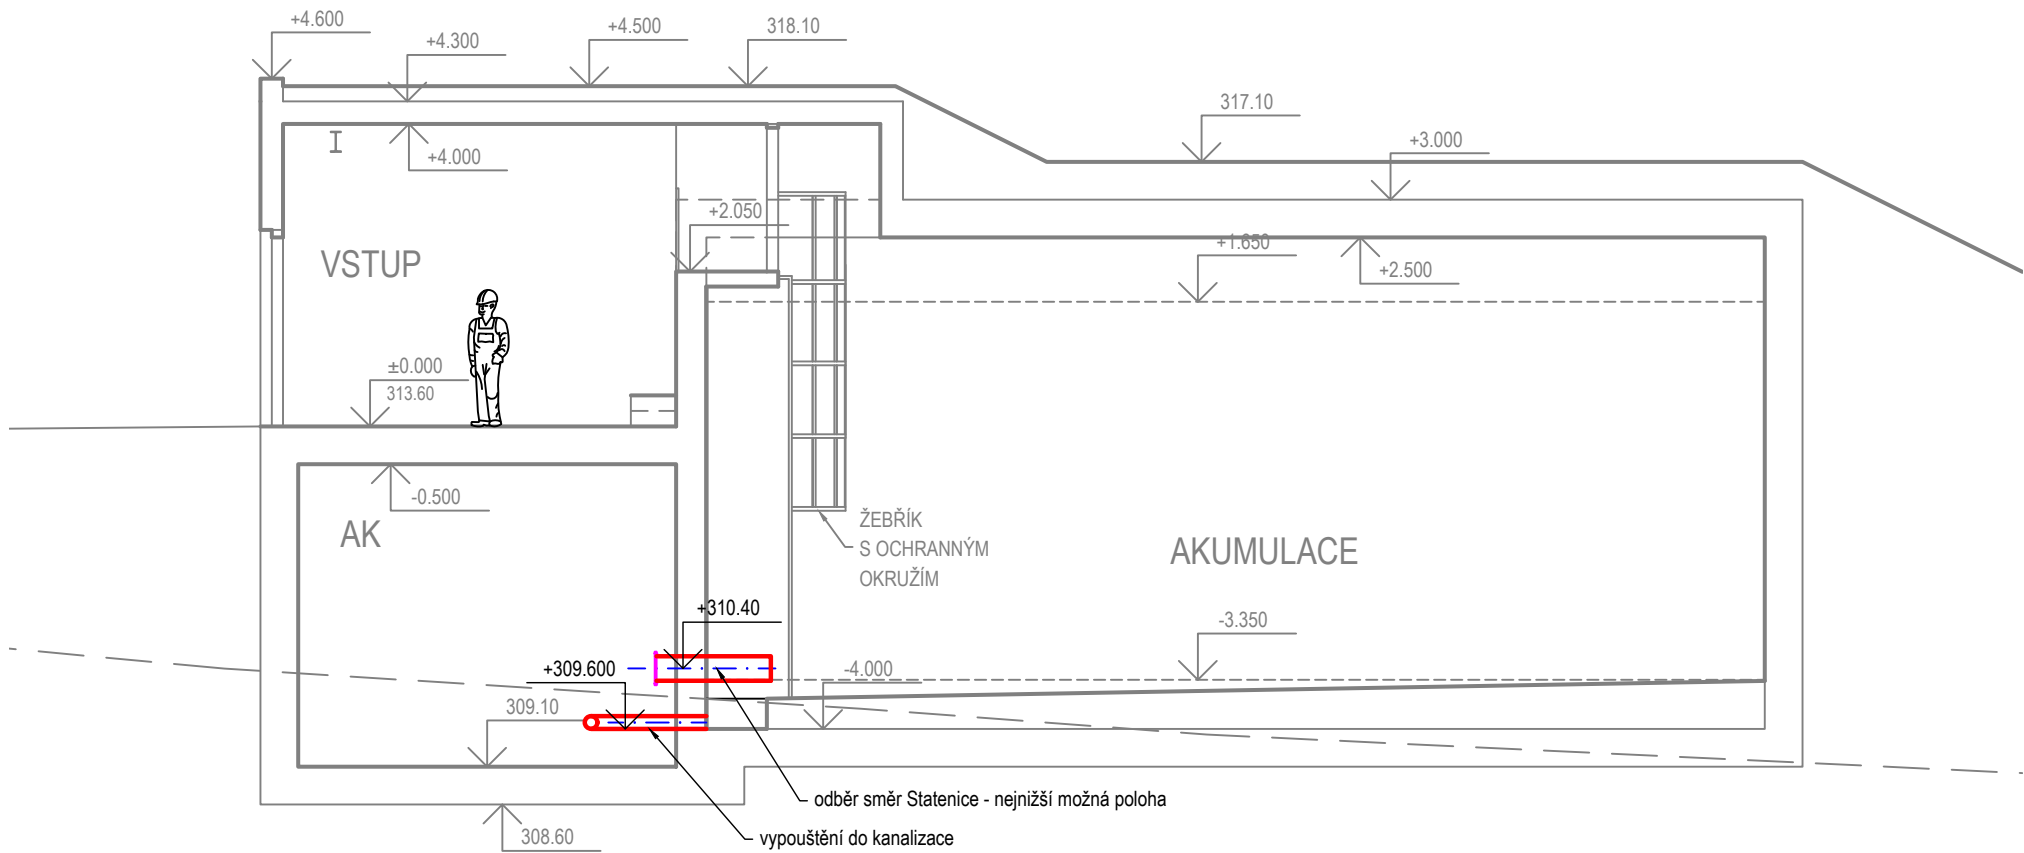 +4.600
+4.300
+4.500
318.10
317.10
+3.000
+4.000
+2.050
VSTUP
+1.650
+2.500
±0.000
313.60
-0.500
AK
ŽEBŘÍK
S OCHRANNÝM
OKRUŽÍM
AKUMULACE
+310.40
-3.350
+309.600
-4.000
309.10
odběr směr Statenice - nejnižší možná poloha
vypouštění do kanalizace
308.60